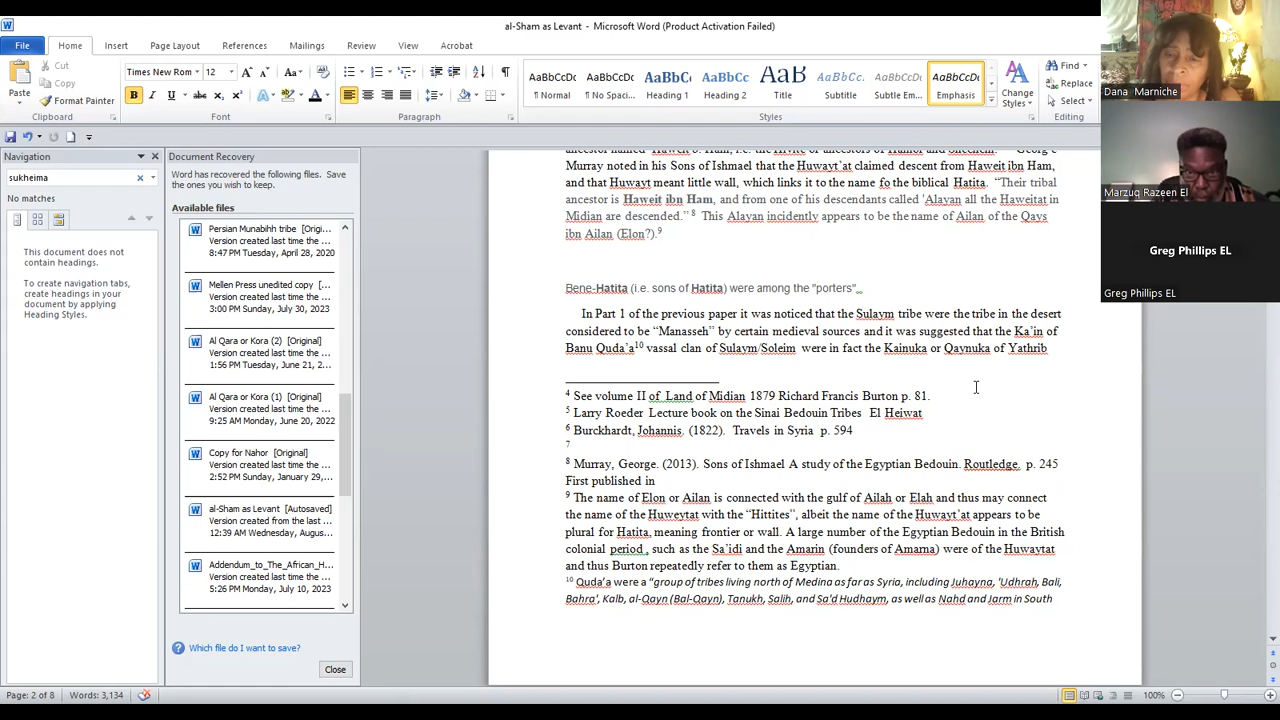 al-Sham as Levant - Microsoft Word (Product Activation Failed)
File Home Insert Page Layout References Mailings Review View Acrobat
Cut
Copy
Format Painter
Paste
Times New Rom 12
AaBbCcDc AaBbCcDc AaBbC AaBbCc AaB AaBbCcL AaBbCcDc AaBbCcDc
¶ Normal ¶ No Spaci... Heading 1 Heading 2 Title Subtitle Subtle Em... Emphasis
Change Styles
Find
Replace
Select
Clipboard Font Paragraph Styles Editing
Navigation
sukheima
No matches
This document does not
contain headings.
To create navigation tabs,
create headings in your
document by applying
Heading Styles.
Document Recovery
Word has recovered the following files. Save
the ones you wish to keep.
Available files
Persian Munabihh tribe [Origi...
Version created last time the ...
8:47 PM Tuesday, April 28, 2020
Mellen Press unedited copy [...
Version created last time the ...
3:00 PM Sunday, July 30, 2023
Al Qara or Kora (2) [Original]
Version created last time the ...
1:56 PM Tuesday, June 21, 2...
Al Qara or Kora (1) [Original]
Version created last time the ...
9:25 AM Monday, June 20, 2022
Copy for Nahor [Original]
Version created last time the ...
2:52 PM Sunday, January 29,...
al-Sham as Levant [Autosaved]
Version created from the last ...
12:39 AM Wednesday, Augus...
Addendum_to_The_African_H...
Version created last time the ...
5:26 PM Monday, July 10, 2023
Which file do I want to save?
Close
Murray noted in his Sons of Ishmael that the Huwayt'at claimed descent from Haweit ibn Ham,
and that Huwayt meant little wall, which links it to the name fo the biblical Hatita. “Their tribal
ancestor is Haweit ibn Ham, and from one of his descendants called 'Alayan all the Haweitat in
Midian are descended.” 8 This Alayan incidently appears to be the name of Ailan of the Qays
ibn Ailan (Elon?).9
Bene-Hatita (i.e. sons of Hatita) were among the "porters".
In Part 1 of the previous paper it was noticed that the Sulaym tribe were the tribe in the desert
considered to be “Manasseh” by certain medieval sources and it was suggested that the Ka’in of
Banu Quda’a10 vassal clan of Sulaym/Soleim were in fact the Kainuka or Qaynuka of Yathrib
4 See volume II of Land of Midian 1879 Richard Francis Burton p. 81.
5 Larry Roeder Lecture book on the Sinai Bedouin Tribes El Heiwat
6 Burckhardt, Johannis. (1822). Travels in Syria p. 594
7
8 Murray, George. (2013). Sons of Ishmael A study of the Egyptian Bedouin. Routledge. p. 245
First published in
9 The name of Elon or Ailan is connected with the gulf of Ailah or Elah and thus may connect
the name of the Huweytat with the “Hittites”, albeit the name of the Huwayt’at appears to be
plural for Hatita, meaning frontier or wall. A large number of the Egyptian Bedouin in the British
colonial period , such as the Sa’idi and the Amarin (founders of Amarna) were of the Huwaytat
and thus Burton repeatedly refer to them as Egyptian.
10 Quda’a were a “group of tribes living north of Medina as far as Syria, including Juhayna, 'Udhrah, Bali,
Bahra', Kalb, al-Qayn (Bal-Qayn), Tanukh, Salih, and Sa'd Hudhaym, as well as Nahd and Jarm in South
Dana Marniche
Marzuq Razeen El
Greg Phillips EL
Greg Phillips EL
Page: 2 of 8 Words: 3,134
100%